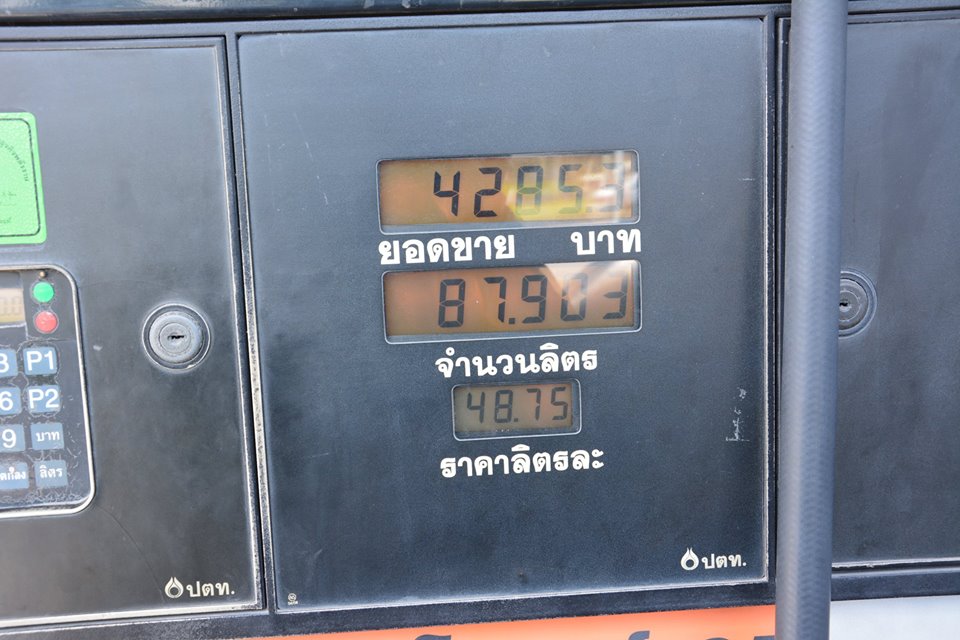 4285.3
ยอดขาย บาท
87.903
จำนวนลิตร
48.75
ราคาลิตรละ
P1
6 P2
9 บาท
ลิตร
ปตท.
ปตท.